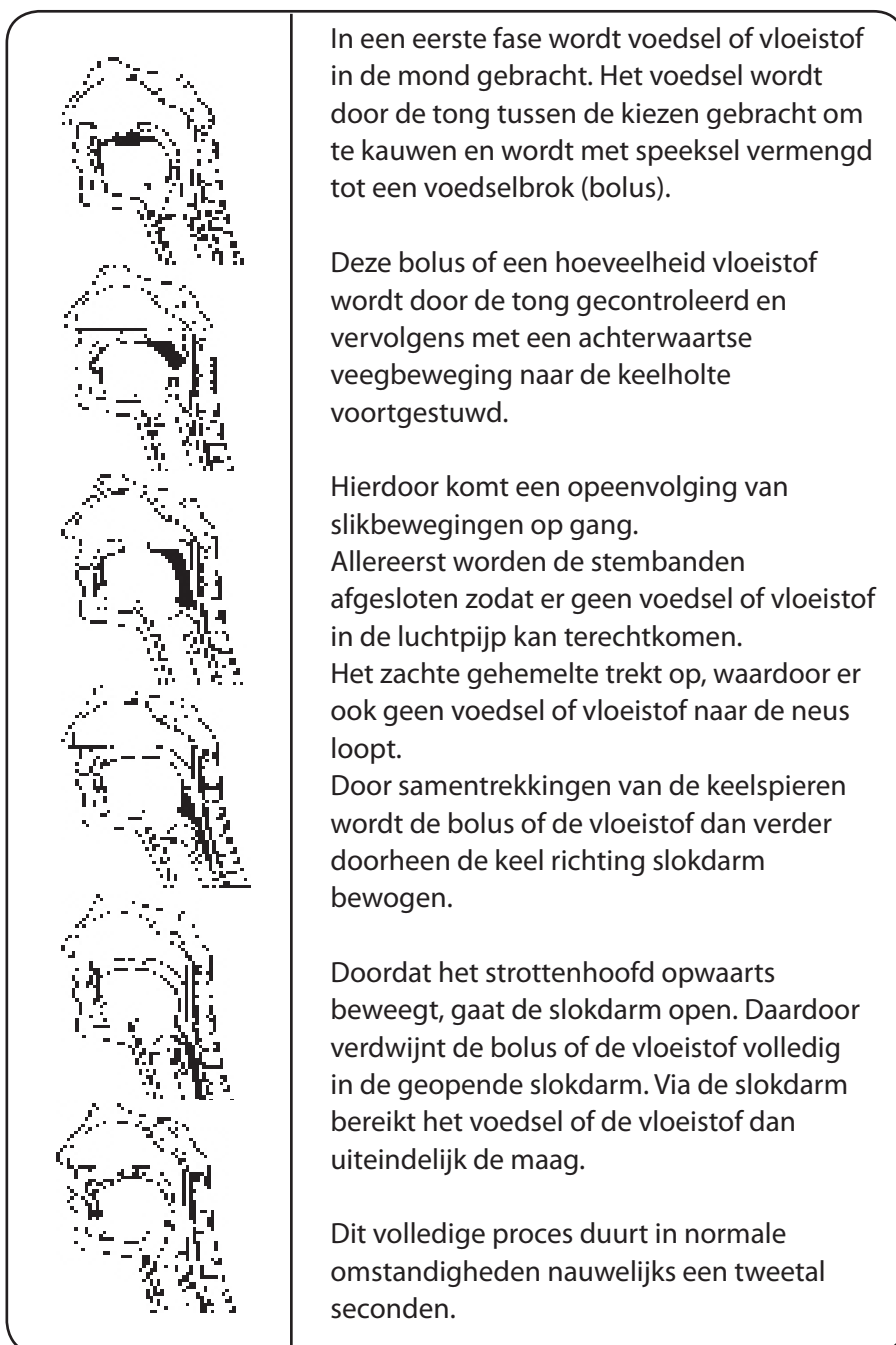 In een eerste fase wordt voedsel of vloeistof
in de mond gebracht. Het voedsel wordt
door de tong tussen de kiezen gebracht om
te kauwen en wordt met speeksel vermengd
tot een voedselbrok (bolus).
Deze bolus of een hoeveelheid vloeistof
wordt door de tong gecontroleerd en
vervolgens met een achterwaartse
veegbeweging naar de keelholte
voortgestuwd.
Hierdoor komt een opeenvolging van
slikbewegingen op gang.
Allereerst worden de stembanden
afgesloten zodat er geen voedsel of vloeistof
in de luchtpijp kan terechtkomen.
Het zachte gehemelte trekt op, waardoor er
ook geen voedsel of vloeistof naar de neus
loopt.
Door samentrekkingen van de keelspieren
wordt de bolus of de vloeistof dan verder
doorheen de keel richting slokdarm
bewogen.
Doordat het strottenhoofd opwaarts
beweegt, gaat de slokdarm open. Daardoor
verdwijnt de bolus of de vloeistof volledig
in de geopende slokdarm. Via de slokdarm
bereikt het voedsel of de vloeistof dan
uiteindelijk de maag.
Dit volledige proces duurt in normale
omstandigheden nauwelijks een tweetal
seconden.